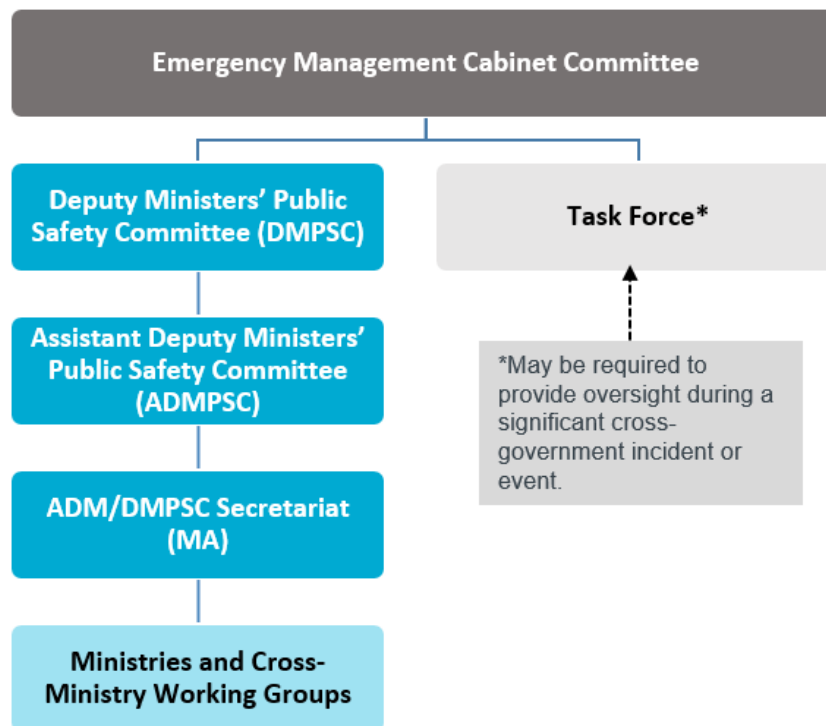 Emergency Management Cabinet Committee
Deputy Ministers’ Public
Safety Committee (DMPSC)
Task Force*
Assistant Deputy Ministers’
Public Safety Committee
(ADMPSC)
*May be required to
provide oversight during a
significant cross-
government incident or
event.
ADM/DMPSC Secretariat
(MA)
Ministries and Cross-
Ministry Working Groups